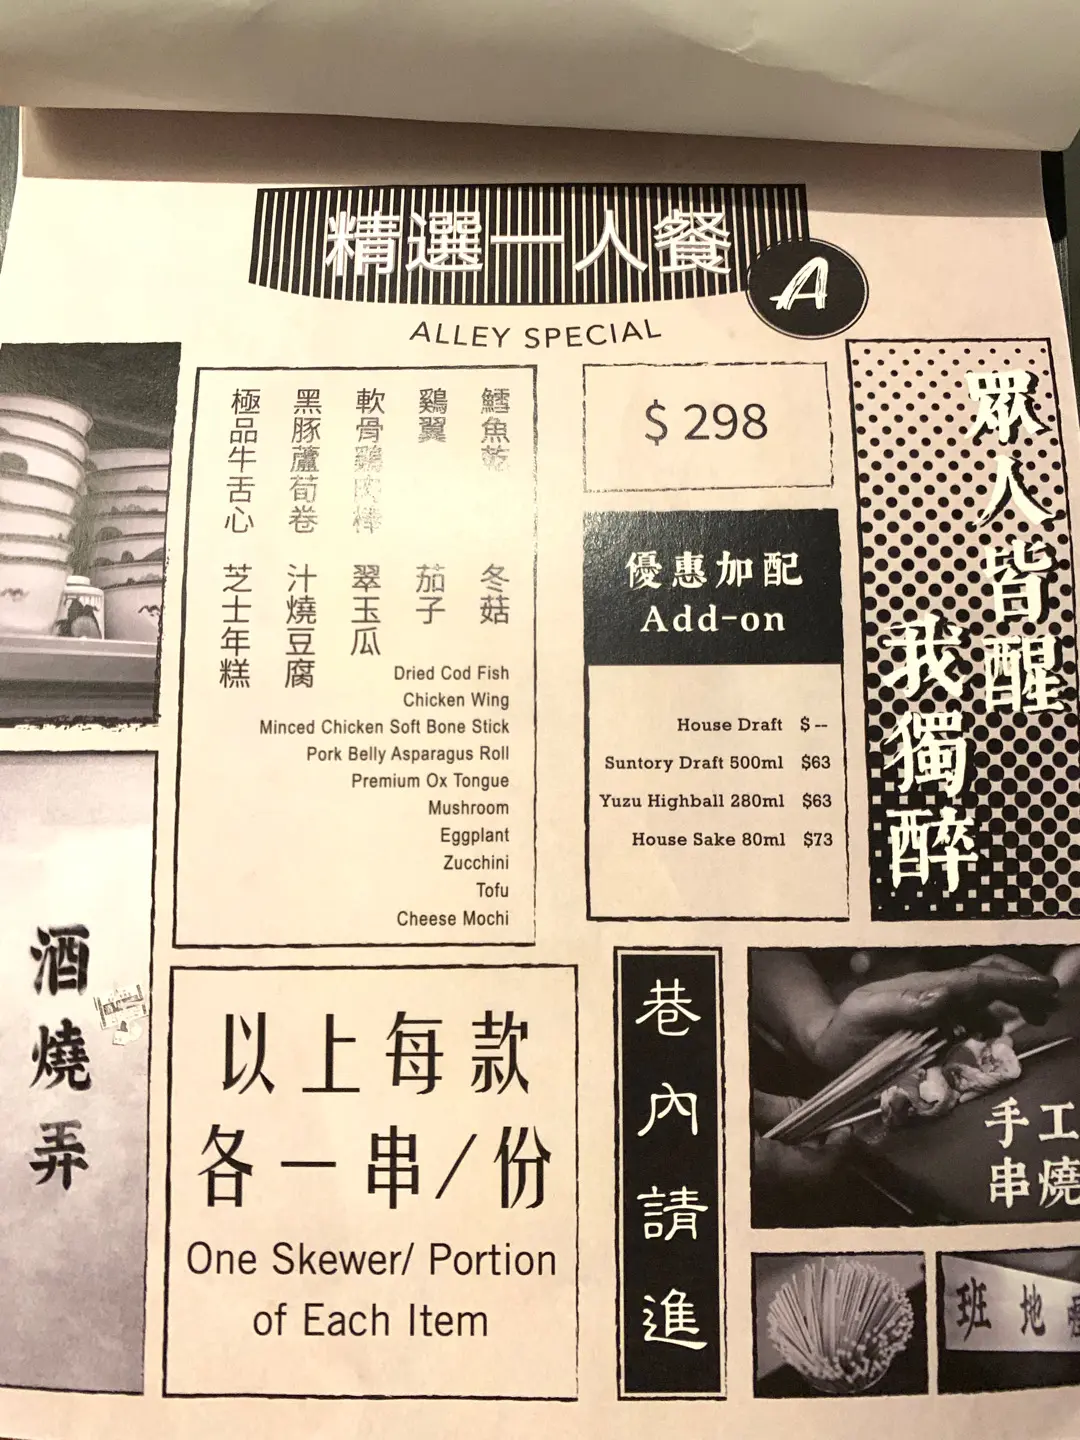 精選一人餐
A
ALLEY SPECIAL
鱈魚乾
雞翼
軟骨雞肉棒
黑豚蘆荀卷
極品牛舌心
冬菇
茄子
翠玉瓜
汁燒豆腐
芝士年糕
Dried Cod Fish
Chicken Wing
Minced Chicken Soft Bone Stick
Pork Belly Asparagus Roll
Premium Ox Tongue
Mushroom
Eggplant
Zucchini
Tofu
Cheese Mochi
$ 298
優惠加配
Add-on
House Draft $ --
Suntory Draft 500ml $63
Yuzu Highball 280ml $63
House Sake 80ml $73
眾人皆醒
我獨醉
酒燒弄
以上每款
各一串/份
One Skewer/ Portion
of Each Item
巷內請進
手工
串燒
班地